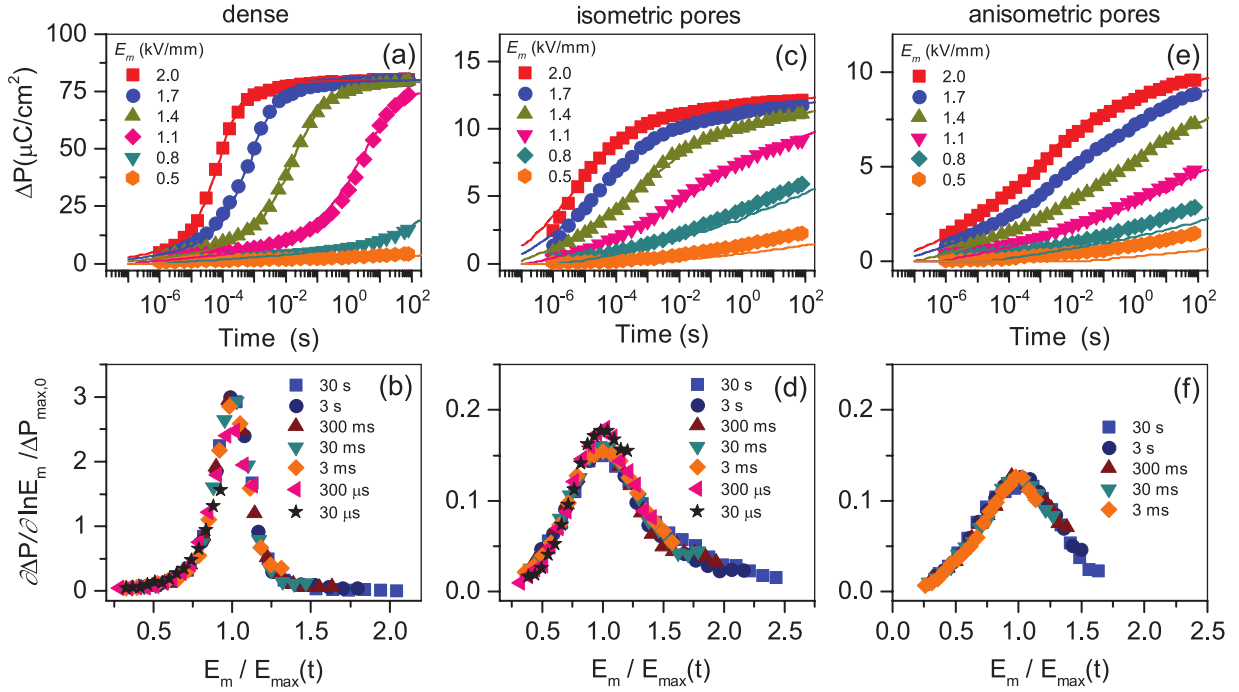 dense
isometric pores
anisometric pores
ΔP(μC/cm²)
100
75
50
25
0
E_m (kV/mm)
2.0
1.7
1.4
1.1
0.8
0.5
(a)
10⁻⁶ 10⁻⁴ 10⁻² 10⁰ 10²
Time (s)
15
10
5
0
E_m (kV/mm)
2.0
1.7
1.4
1.1
0.8
0.5
(c)
10⁻⁶ 10⁻⁴ 10⁻² 10⁰ 10²
Time (s)
10
5
0
E_m (kV/mm)
2.0
1.7
1.4
1.1
0.8
0.5
(e)
10⁻⁶ 10⁻⁴ 10⁻² 10⁰ 10²
Time (s)
∂ΔP/∂lnE_m /ΔP_max,0
3
2
1
0
30 s
3 s
300 ms
30 ms
3 ms
300 μs
30 μs
(b)
0.5 1.0 1.5 2.0
E_m / E_max(t)
0.2
0.1
0.0
30 s
3 s
300 ms
30 ms
3 ms
300 μs
30 μs
(d)
0.5 1.0 1.5 2.0 2.5
E_m / E_max(t)
0.2
0.1
0.0
30 s
3 s
300 ms
30 ms
3 ms
(f)
0.0 0.5 1.0 1.5 2.0 2.5
E_m / E_max(t)